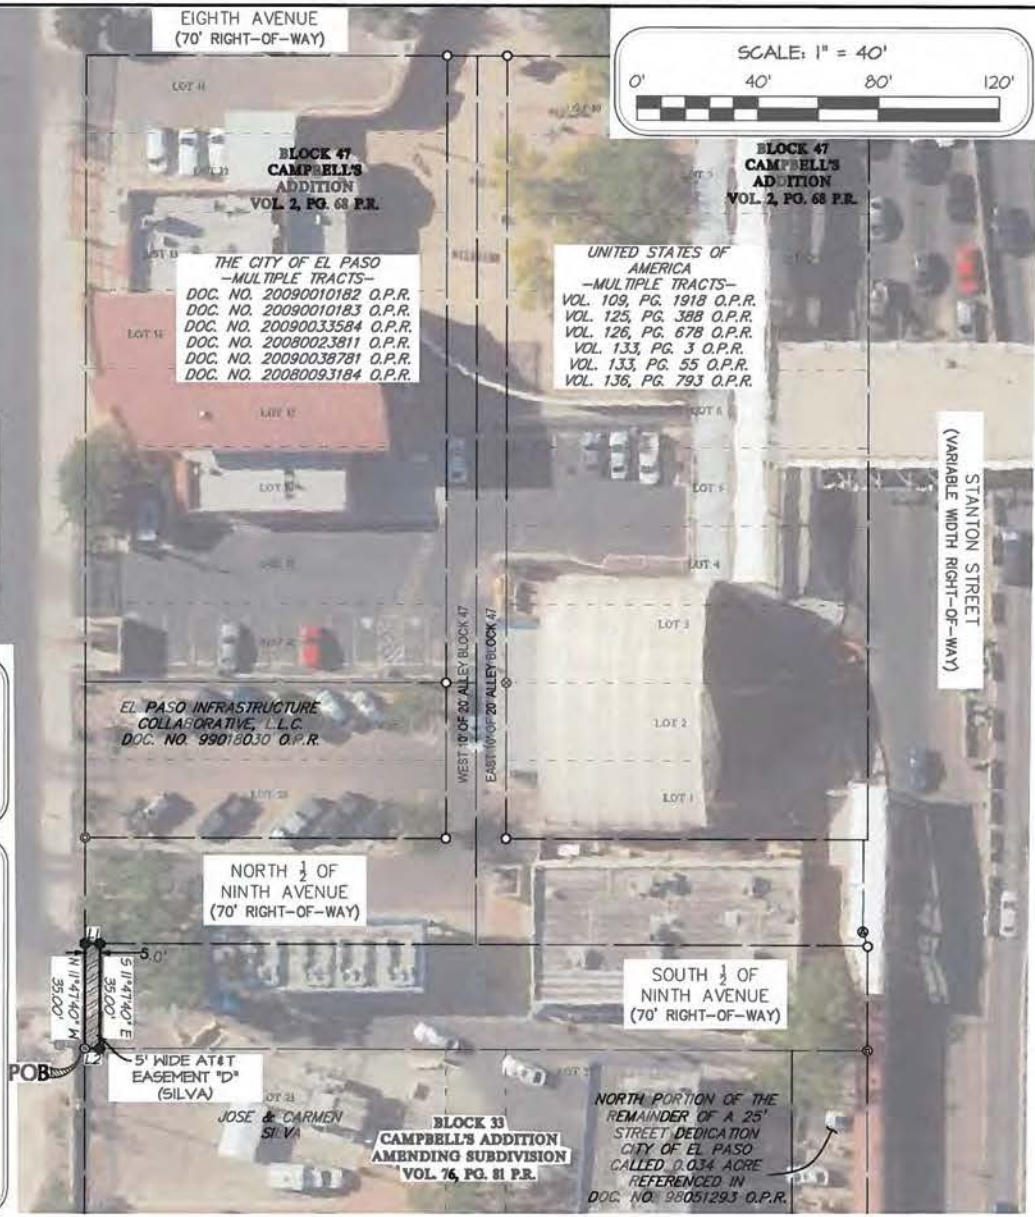 EIGHTH AVENUE
(70' RIGHT-OF-WAY)
SCALE: 1" = 40'
0' 40' 80' 120'
BLOCK 47
CAMPBELL'S
ADDITION
VOL. 2, PG. 68 P.R.
BLOCK 47
CAMPBELL'S
ADDITION
VOL. 2, PG. 68 P.R.
THE CITY OF EL PASO
-MULTIPLE TRACTS-
DOC. NO. 20090010182 O.P.R.
DOC. NO. 20090010183 O.P.R.
DOC. NO. 20090033584 O.P.R.
DOC. NO. 20080023811 O.P.R.
DOC. NO. 20090038781 O.P.R.
DOC. NO. 20080093184 O.P.R.
UNITED STATES OF
AMERICA
-MULTIPLE TRACTS-
VOL. 109, PG. 1918 O.P.R.
VOL. 125, PG. 388 O.P.R.
VOL. 126, PG. 678 O.P.R.
VOL. 133, PG. 3 O.P.R.
VOL. 133, PG. 55 O.P.R.
VOL. 136, PG. 793 O.P.R.
LOT 17
LOT 6
LOT 5
LOT 4
LOT 3
LOT 2
LOT 1
STANTON STREET
(VARIABLE WIDTH RIGHT-OF-WAY)
WEST 10' OF 20' ALLEY BLOCK 47
EAST 10' OF 20' ALLEY BLOCK 47
EL PASO INFRASTRUCTURE
COLLABORATIVE, L.L.C.
DOC. NO. 99018030 O.P.R.
LOT 20
NORTH 1/2 OF
NINTH AVENUE
(70' RIGHT-OF-WAY)
SOUTH 1/2 OF
NINTH AVENUE
(70' RIGHT-OF-WAY)
L1
5.0'
S 11°47'40" E
35.00'
N 11°47'40" W
35.00'
L2
POB
5' WIDE AT&T
EASEMENT "D"
(SILVA)
JOSE & CARMEN
SILVA
BLOCK 33
CAMPBELL'S ADDITION
AMENDING SUBDIVISION
VOL. 76, PG. 81 P.R.
NORTH PORTION OF THE
REMAINDER OF A 25'
STREET DEDICATION
CITY OF EL PASO
CALLED 0.034 ACRE
REFERENCED IN
DOC. NO. 98051293 O.P.R.